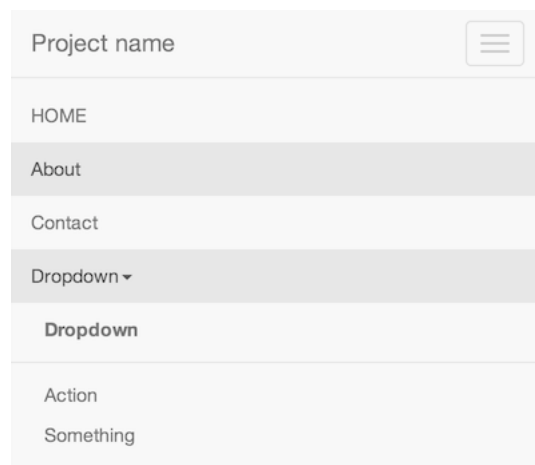 Project name
HOME
About
Contact
Dropdown
Dropdown
Action
Something